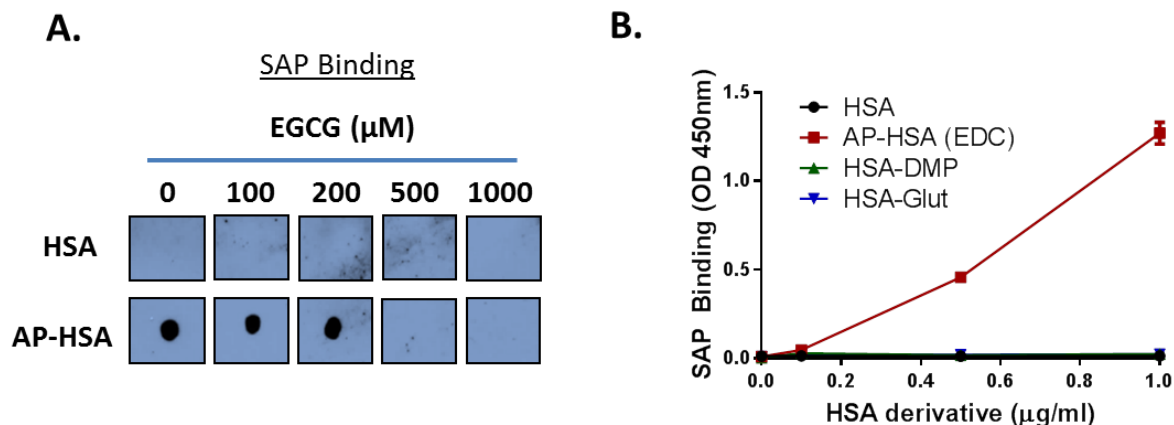 A.
SAP Binding
EGCG (µM)
0 100 200 500 1000
HSA
AP-HSA
B.
SAP Binding (OD 450nm)
1.5
1.0
0.5
0.0
HSA
AP-HSA (EDC)
HSA-DMP
HSA-Glut
0.0 0.2 0.4 0.6 0.8 1.0
HSA derivative (µg/ml)